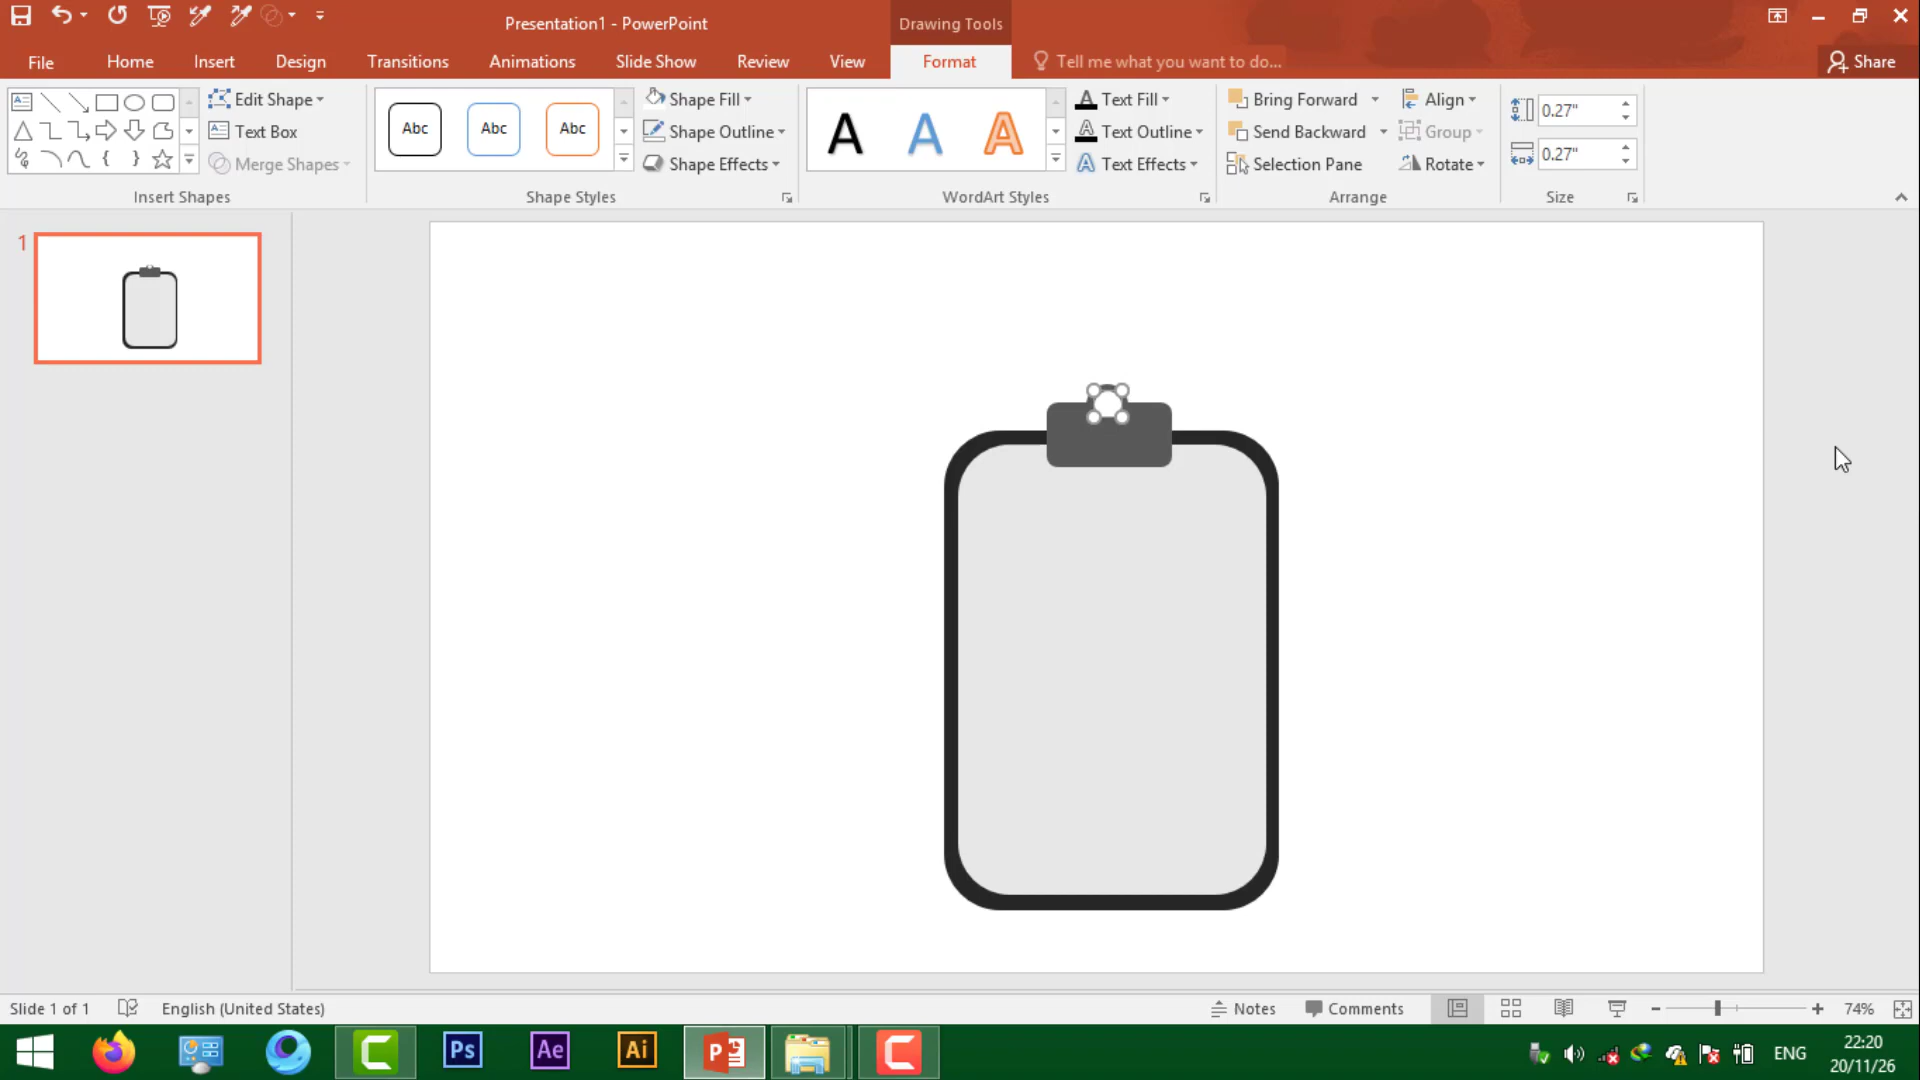 Presentation1 - PowerPoint
Drawing Tools
File
Home
Insert
Design
Transitions
Animations
Slide Show
Review
View
Format
Tell me what you want to do...
Share
Edit Shape
Text Box
Merge Shapes
Insert Shapes
Abc
Abc
Abc
Shape Fill
Shape Outline
Shape Effects
Shape Styles
A
A
A
Text Fill
Text Outline
Text Effects
WordArt Styles
Bring Forward
Send Backward
Selection Pane
Align
Group
Rotate
Arrange
0.27"
0.27"
Size
1
Slide 1 of 1
English (United States)
Notes
Comments
74%
Ps
Ae
Ai
ENG
22:20
20/11/26